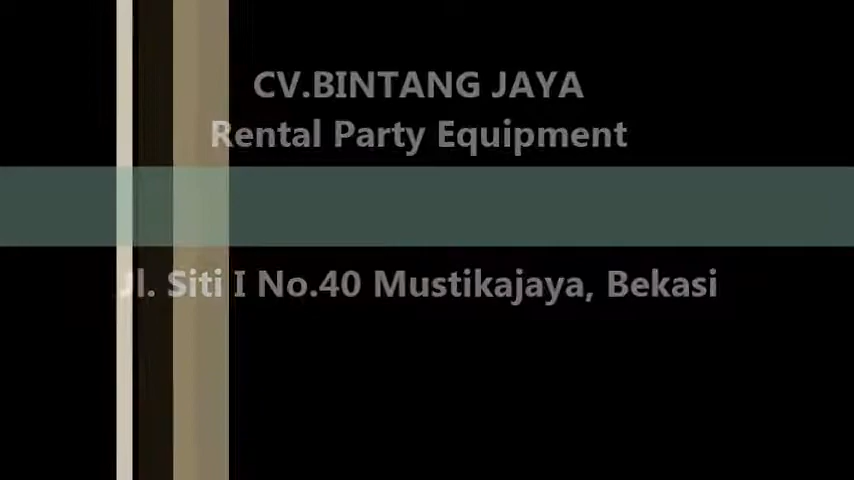 CV.BINTANG JAYA
Rental Party Equipment
Jl. Siti I No.40 Mustikajaya, Bekasi